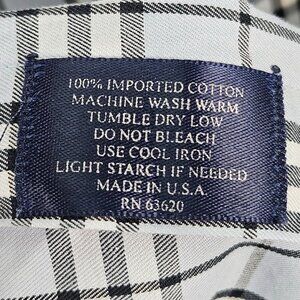 100% IMPORTED COTTON
MACHINE WASH WARM
TUMBLE DRY LOW
DO NOT BLEACH
USE COOL IRON
LIGHT STARCH IF NEEDED
MADE IN U.S.A.
RN 63620